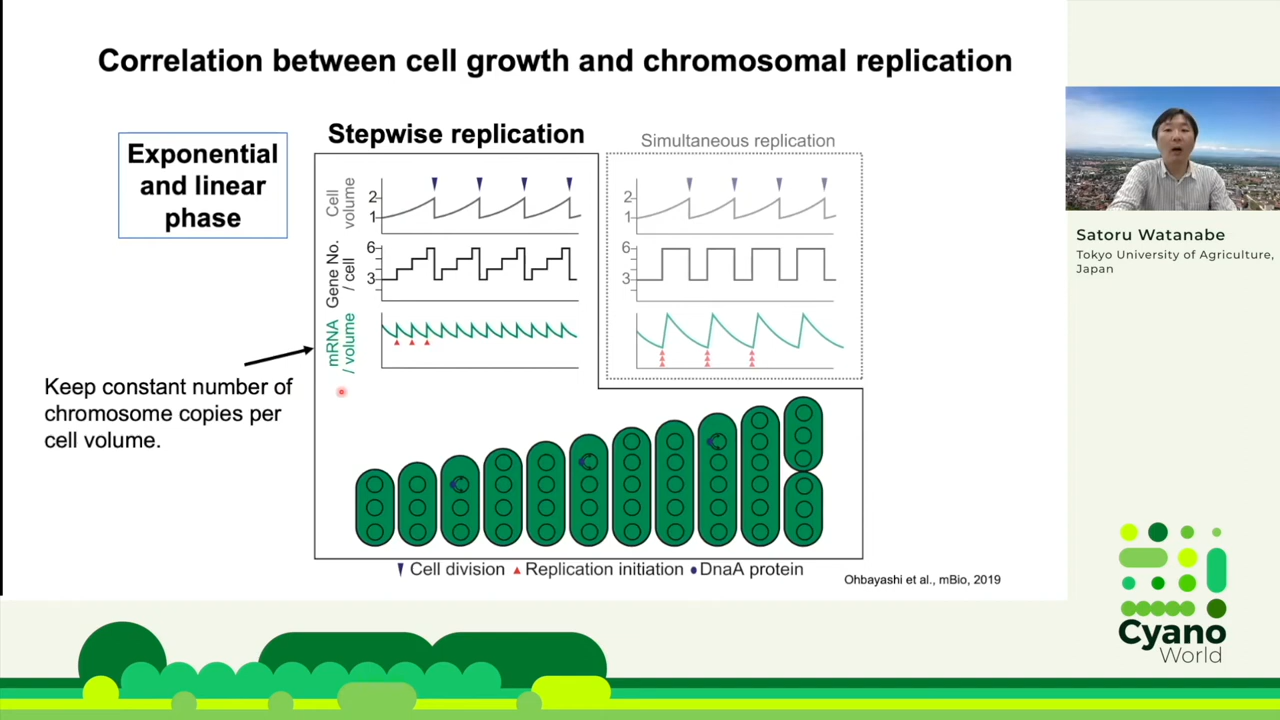 Correlation between cell growth and chromosomal replication
Exponential
and linear
phase
Stepwise replication
Simultaneous replication
Cell
volume
2
1
Gene No.
/ cell
6
3
mRNA
/ volume
2
1
6
3
Keep constant number of
chromosome copies per
cell volume.
Cell division Replication initiation DnaA protein
Ohbayashi et al., mBio, 2019
Satoru Watanabe
Tokyo University of Agriculture,
Japan
Cyano
World